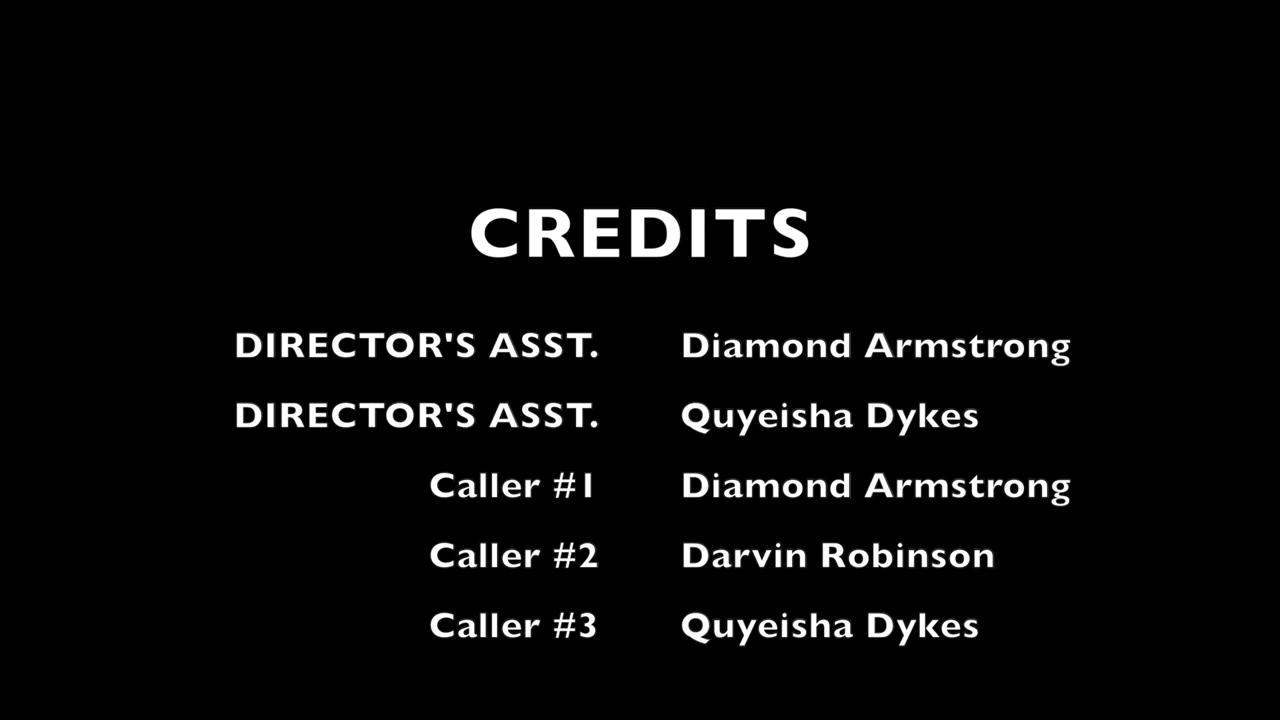 CREDITS
DIRECTOR'S ASST. Diamond Armstrong
DIRECTOR'S ASST. Quyeisha Dykes
Caller #1 Diamond Armstrong
Caller #2 Darvin Robinson
Caller #3 Quyeisha Dykes